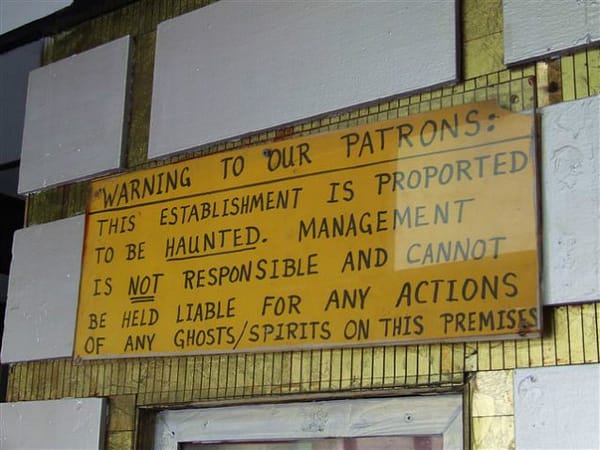 "WARNING TO OUR PATRONS:
THIS ESTABLISHMENT IS PROPORTED
TO BE HAUNTED. MANAGEMENT
IS NOT RESPONSIBLE AND CANNOT
BE HELD LIABLE FOR ANY ACTIONS
OF ANY GHOSTS/SPIRITS ON THIS PREMISES